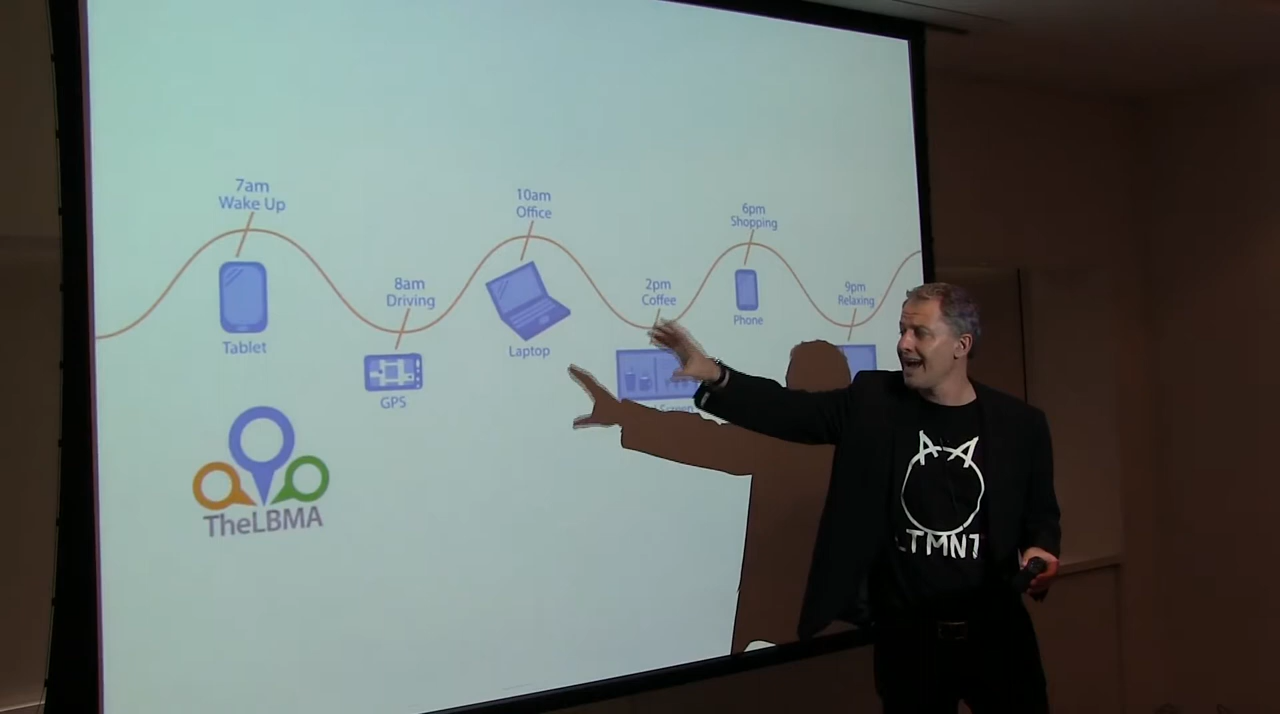 7am
Wake Up
Tablet
8am
Driving
GPS
10am
Office
Laptop
2pm
Coffee
6pm
Shopping
Phone
9pm
Relaxing
TheLBMA
LTMNT